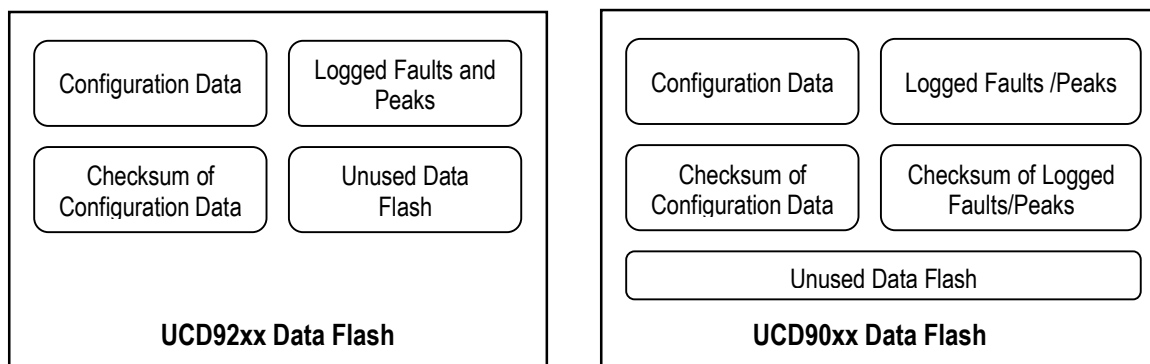 Configuration Data
Logged Faults and
Peaks
Checksum of
Configuration Data
Unused Data
Flash
UCD92xx Data Flash
Configuration Data
Logged Faults /Peaks
Checksum of
Configuration Data
Checksum of Logged
Faults/Peaks
Unused Data Flash
UCD90xx Data Flash